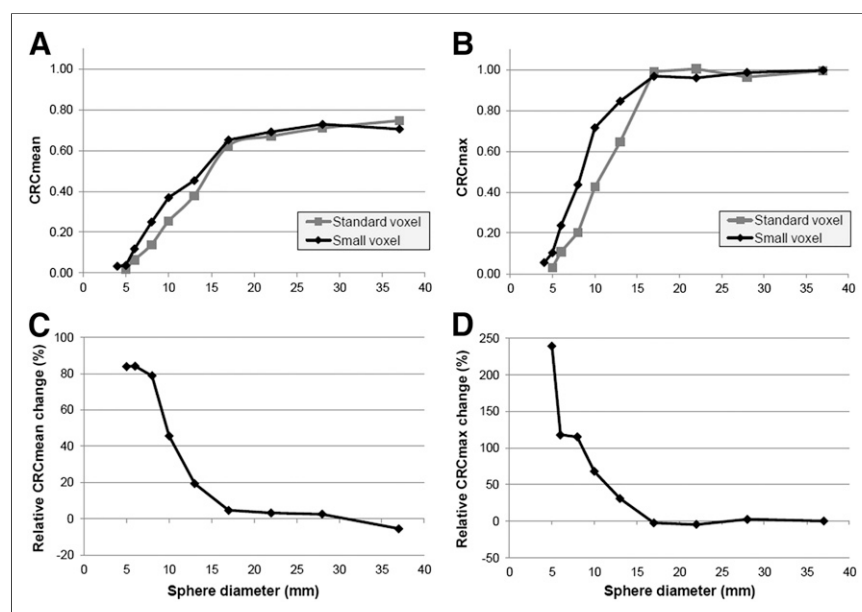 A
CRCmean
1.00
0.80
0.60
0.40
0.20
0.00
Standard voxel
Small voxel
0 5 10 15 20 25 30 35 40
B
CRCmax
1.00
0.80
0.60
0.40
0.20
0.00
Standard voxel
Small voxel
0 5 10 15 20 25 30 35 40
C
Relative CRCmean change (%)
100
80
60
40
20
0
-20
0 5 10 15 20 25 30 35 40
Sphere diameter (mm)
D
Relative CRCmax change (%)
250
200
150
100
50
0
-50
0 5 10 15 20 25 30 35 40
Sphere diameter (mm)